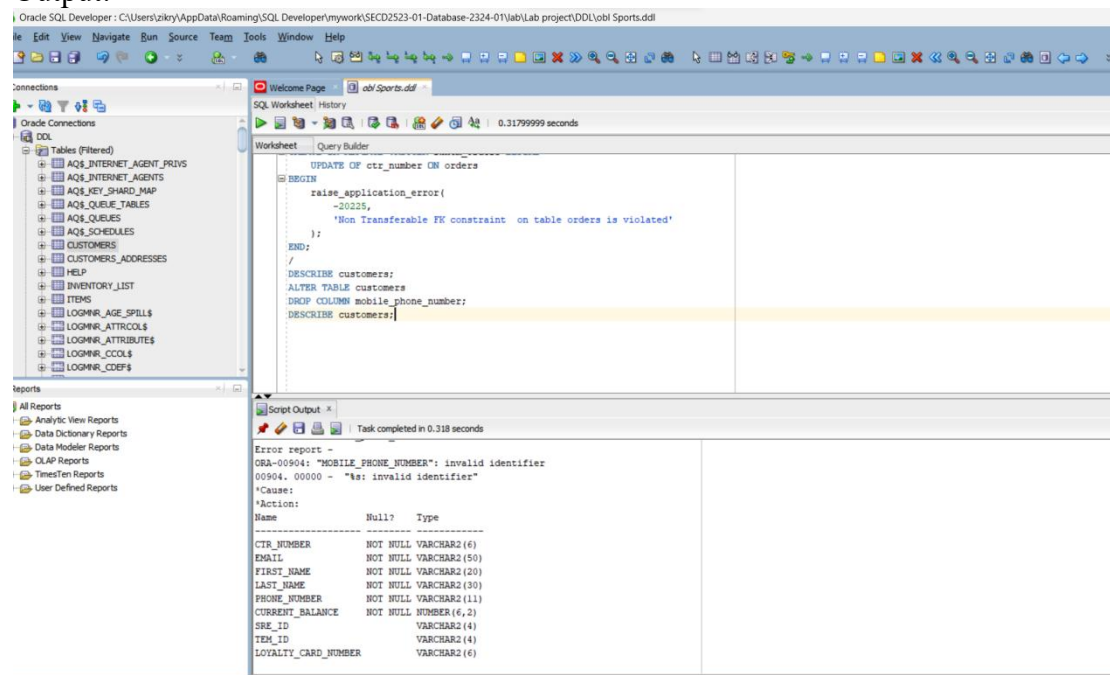 Output:
Oracle SQL Developer : C:\Users\zikry\AppData\Roaming\SQL Developer\mywork\SECD2523-01-Database-2324-01\lab\Lab project\DDL\obl Sports.ddl
Edit View Navigate Run Source Team Tools Window Help
Connections
Oracle Connections
DDL
Tables (Filtered)
AQ$_INTERNET_AGENT_PRIVS
AQ$_INTERNET_AGENTS
AQ$_KEY_SHARD_MAP
AQ$_QUEUE_TABLES
AQ$_QUEUES
AQ$_SCHEDULES
CUSTOMERS
CUSTOMERS_ADDRESSES
HELP
INVENTORY_LIST
ITEMS
LOGMNR_AGE_SPILL$
LOGMNR_ATTRCOL$
LOGMNR_ATTRIBUTE$
LOGMNR_CCOL$
LOGMNR_CDEF$
Reports
All Reports
Analytic View Reports
Data Dictionary Reports
Data Modeler Reports
OLAP Reports
TimesTen Reports
User Defined Reports
Welcome Page obl Sports.ddl
SQL Worksheet History
0.31799999 seconds
Worksheet Query Builder
UPDATE OF ctr_number ON orders
BEGIN
raise_application_error(
-20225,
'Non Transferable FK constraint on table orders is violated'
);
END;
/
DESCRIBE customers;
ALTER TABLE customers
DROP COLUMN mobile_phone_number;
DESCRIBE customers;
Script Output
Task completed in 0.318 seconds
Error report -
ORA-00904: "MOBILE_PHONE_NUMBER": invalid identifier
00904. 00000 - "%s: invalid identifier"
*Cause:
*Action:
Name Null? Type
------------------- -------- ------------
CTR_NUMBER NOT NULL VARCHAR2(6)
EMAIL NOT NULL VARCHAR2(50)
FIRST_NAME NOT NULL VARCHAR2(20)
LAST_NAME NOT NULL VARCHAR2(30)
PHONE_NUMBER NOT NULL VARCHAR2(11)
CURRENT_BALANCE NOT NULL NUMBER(6,2)
SRE_ID VARCHAR2(4)
TEM_ID VARCHAR2(4)
LOYALTY_CARD_NUMBER VARCHAR2(6)